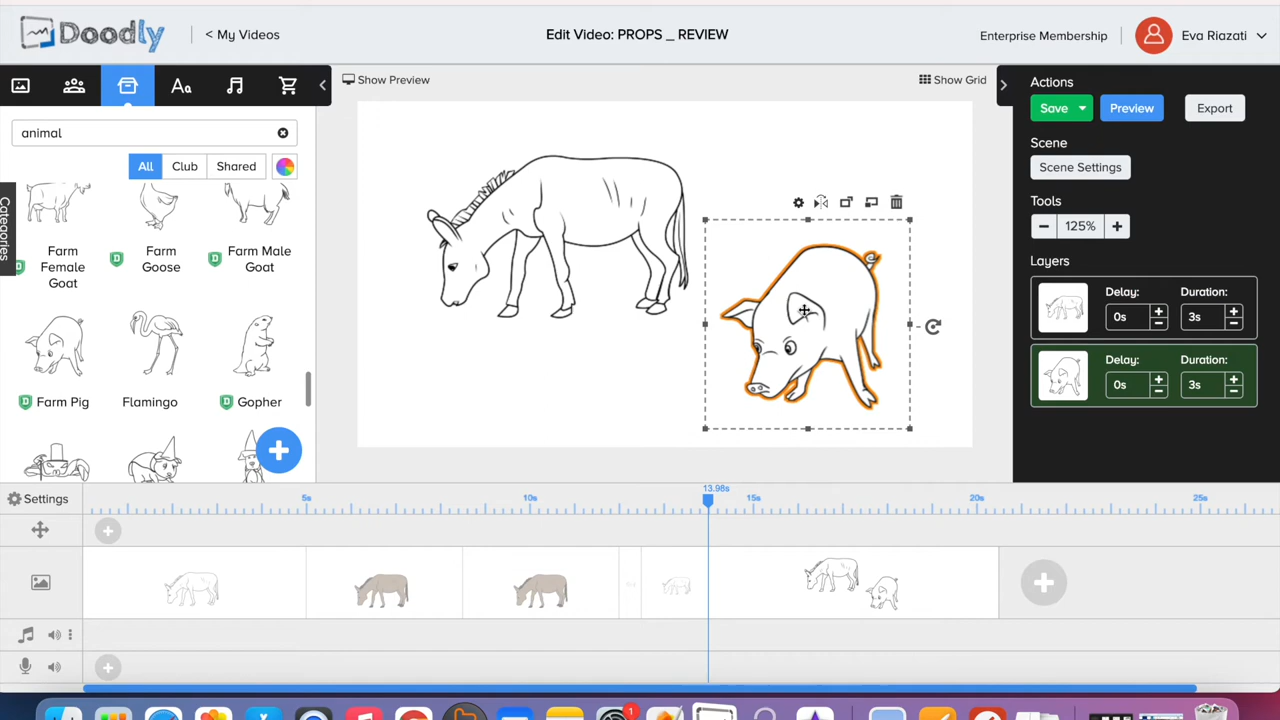 Doodly
< My Videos
Edit Video: PROPS _ REVIEW
Enterprise Membership
Eva Riazati
Aa
Show Preview
Show Grid
Actions
Save
Preview
Export
animal
All
Club
Shared
Scene
Scene Settings
Categories
Tools
125%
Farm Female Goat
Farm Goose
Farm Male Goat
Layers
Delay:
Duration:
0s
3s
Delay:
Duration:
0s
3s
Farm Pig
Flamingo
Gopher
Settings
13.98s
5s
10s
15s
20s
25s
1